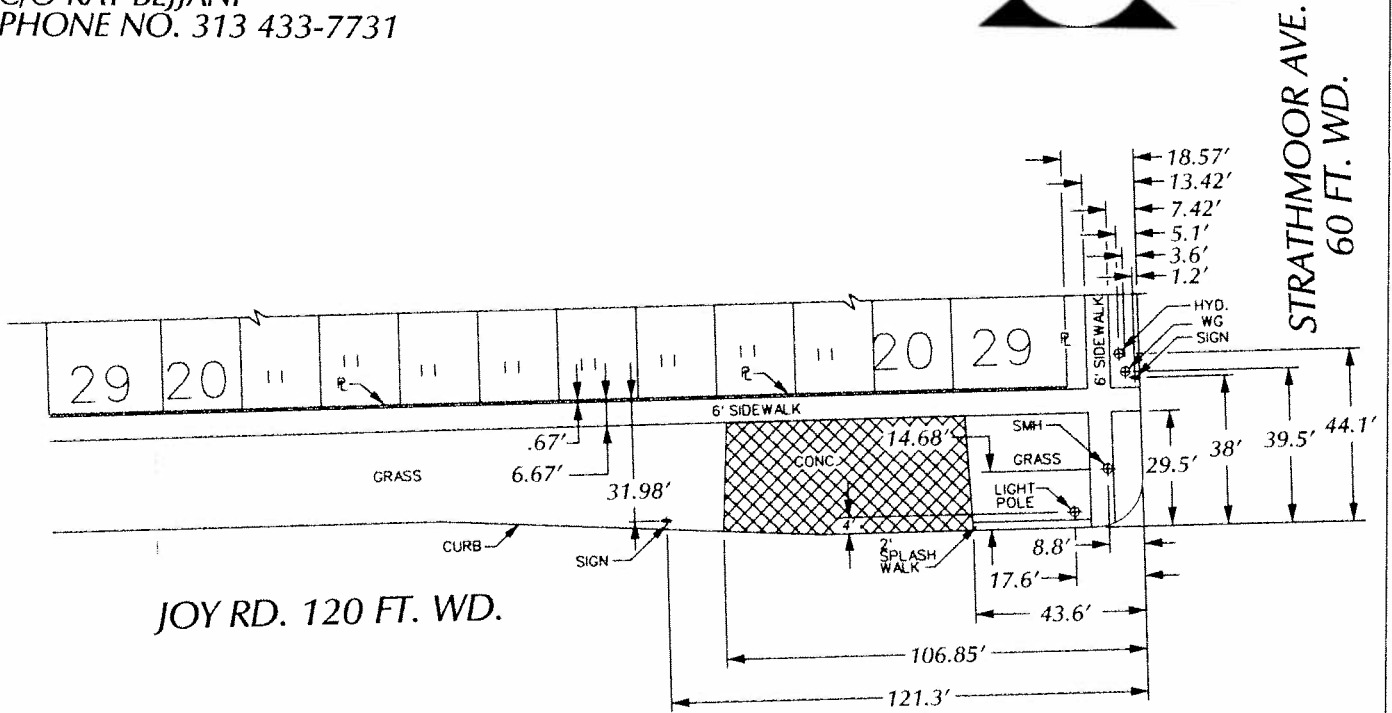 C/O RAY BEJJANI
PHONE NO. 313 433-7731
STRATHMOOR AVE.
60 FT. WD.
18.57'
13.42'
7.42'
5.1'
3.6'
1.2'
HYD.
WG
SIGN
6' SIDEWALK
29
20
11
11
11
11
11
11
11
11
20
29
6' SIDEWALK
.67'
6.67'
31.98'
GRASS
CONC.
14.68'
SMH
GRASS
LIGHT
POLE
29.5'
38'
39.5'
44.1'
4'
CURB
SIGN
2'
SPLASH
WALK
8.8'
17.6'
43.6'
106.85'
121.3'
JOY RD. 120 FT. WD.